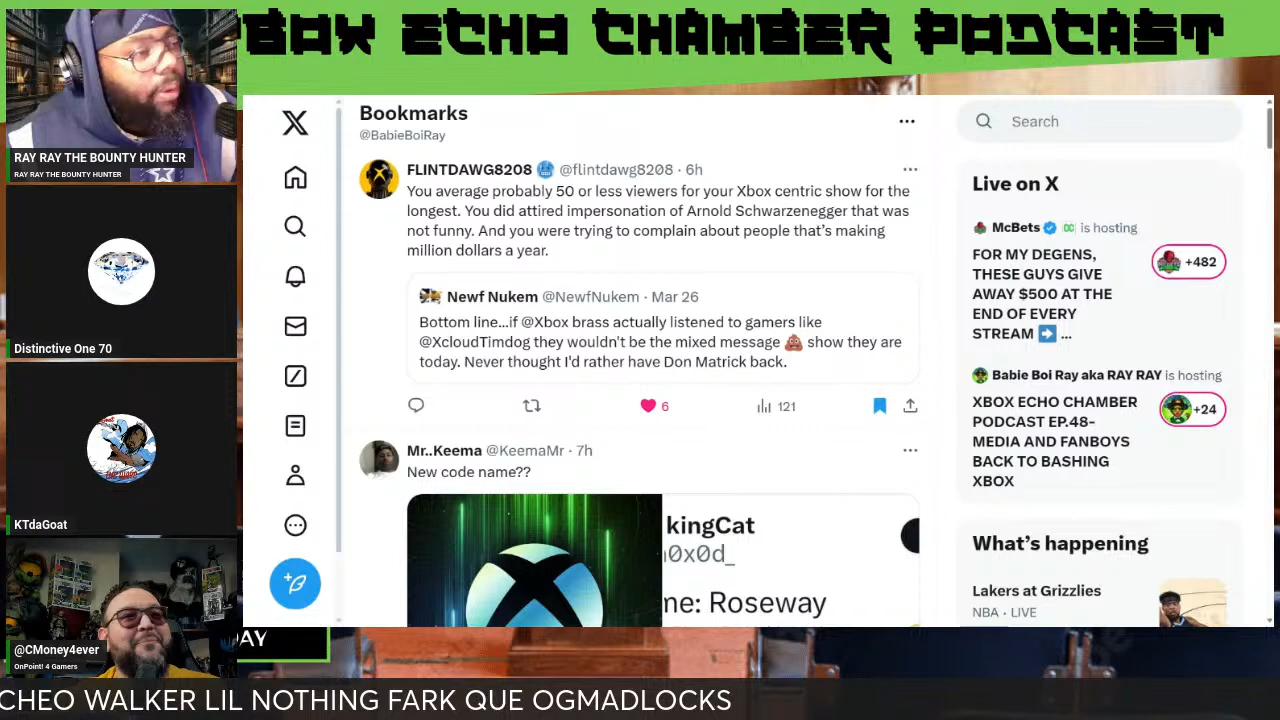 BOX ECHO CHAMBER PODCAST
RAY RAY THE BOUNTY HUNTER
RAY RAY THE BOUNTY HUNTER
Distinctive One 70
KTdaGoat
@CMoney4ever
OnPoint! 4 Gamers
Bookmarks
@BabieBoiRay
FLINTDAWG8208 🥶 @flintdawg8208 · 6h
You average probably 50 or less viewers for your Xbox centric show for the
longest. You did attired impersonation of Arnold Schwarzenegger that was
not funny. And you were trying to complain about people that's making
million dollars a year.
Newf Nukem @NewfNukem · Mar 26
Bottom line...if @Xbox brass actually listened to gamers like
@XcloudTimdog they wouldn't be the mixed message 💩 show they are
today. Never thought I'd rather have Don Matrick back.
6
121
Mr..Keema @KeemaMr · 7h
New code name??
kingCat
n0x0d_
me: Roseway
Search
Live on X
McBets is hosting
FOR MY DEGENS,
THESE GUYS GIVE
AWAY $500 AT THE
END OF EVERY
STREAM ➡️ ...
+482
Babie Boi Ray aka RAY RAY is hosting
XBOX ECHO CHAMBER
PODCAST EP.48-
MEDIA AND FANBOYS
BACK TO BASHING
XBOX
+24
What's happening
Lakers at Grizzlies
NBA · LIVE
AY
CHEO WALKER LIL NOTHING FARK QUE OGMADLOCKS